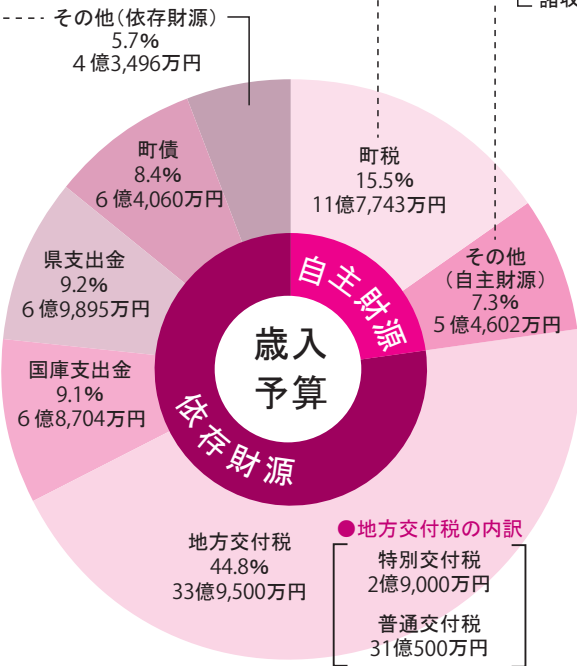 その他(依存財源)
5.7%
4億3,496万円
町債
8.4%
6億4,060万円
町税
15.5%
11億7,743万円
県支出金
9.2%
6億9,895万円
その他
(自主財源)
7.3%
5億4,602万円
自主財源
歳入
予算
国庫支出金
9.1%
6億8,704万円
依存財源
地方交付税
44.8%
33億9,500万円
●地方交付税の内訳
特別交付税
2億9,000万円
普通交付税
31億500万円